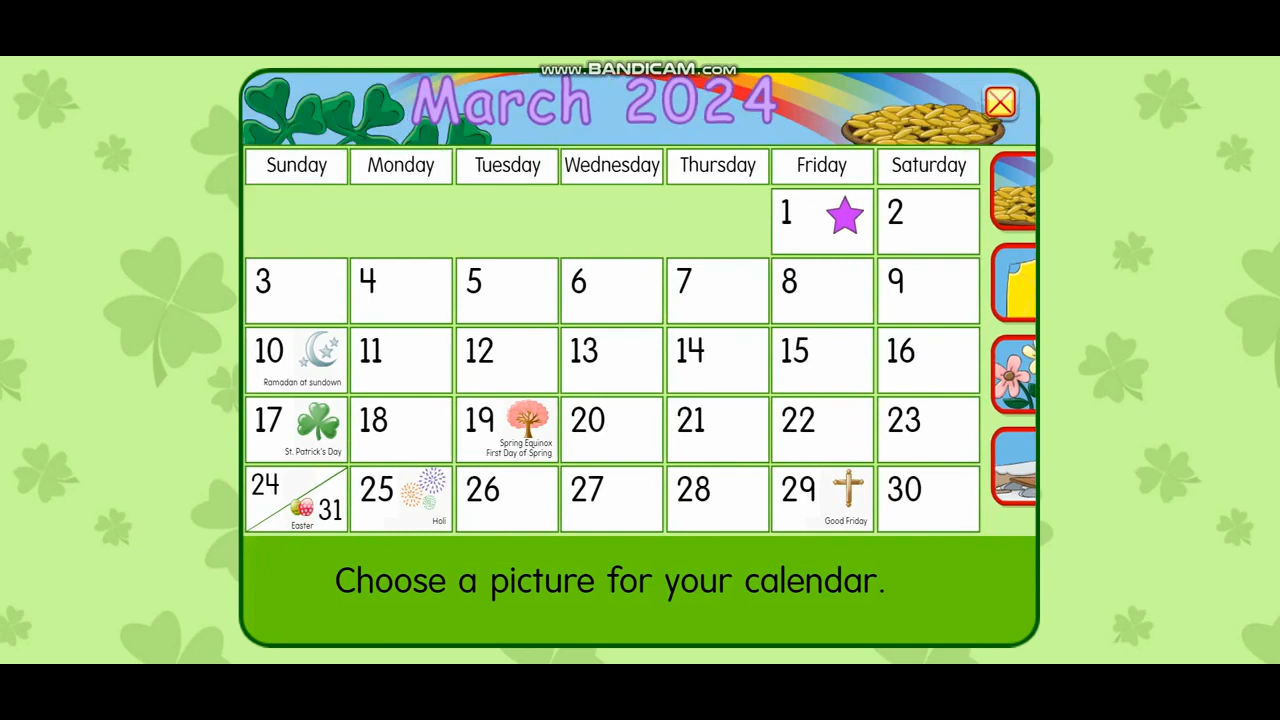 www.BANDICAM.com
March 2024
Sunday Monday Tuesday Wednesday Thursday Friday Saturday
1 2
3 4 5 6 7 8 9
10 11 12 13 14 15 16
Ramadan at sundown
17 18 19 20 21 22 23
St. Patrick's Day
Spring Equinox
First Day of Spring
24 31 25 26 27 28 29 30
Easter
Holi
Good Friday
Choose a picture for your calendar.